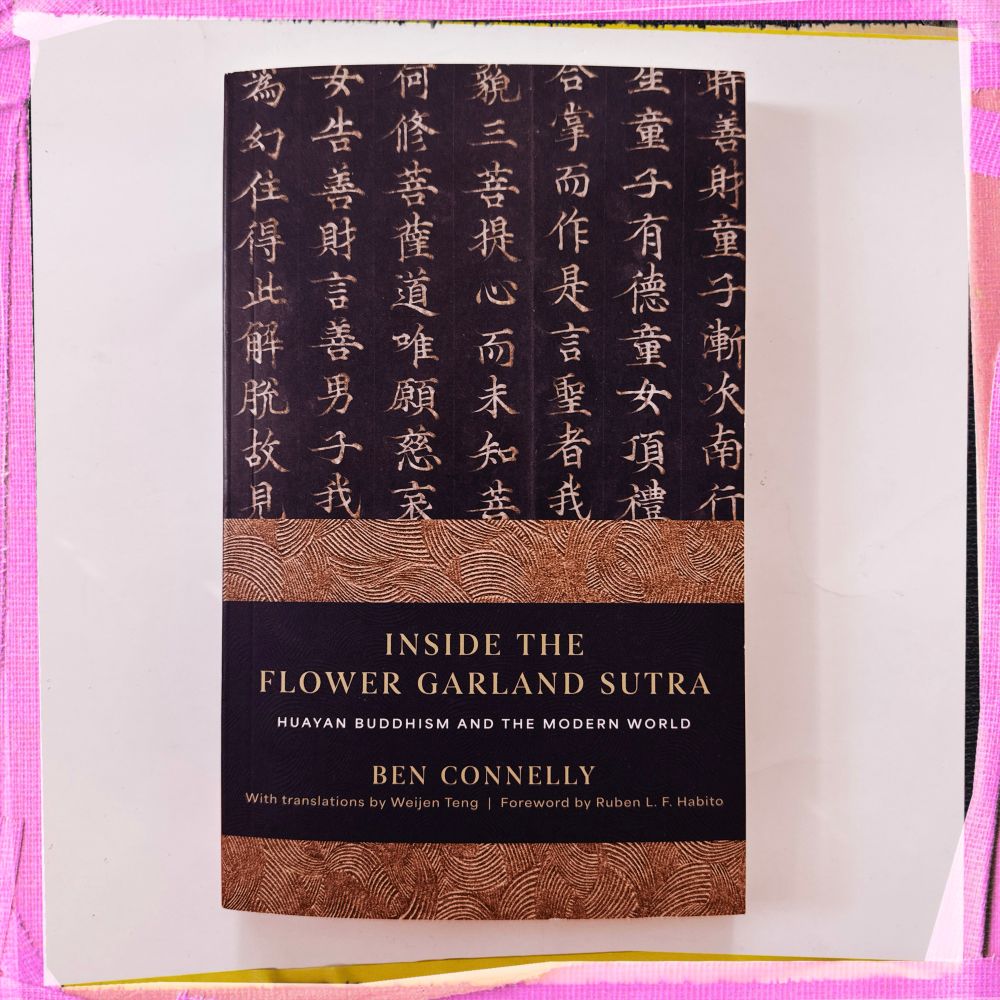 時善財童子漸次南行
生童子有德童女頂禮
合掌而作是言聖者我
藐三菩提心而未知菩
何修菩薩道唯願慈哀
女告善財言善男子我
為幻住得此解脫故見
INSIDE THE
FLOWER GARLAND SUTRA
HUAYAN BUDDHISM AND THE MODERN WORLD
BEN CONNELLY
With translations by Weijen Teng | Foreword by Ruben L. F. Habito